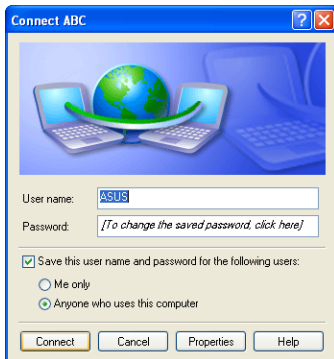 Connect ABC
User name: ASUS
Password: [To change the saved password, click here]
Save this user name and password for the following users:
Me only
Anyone who uses this computer
Connect Cancel Properties Help